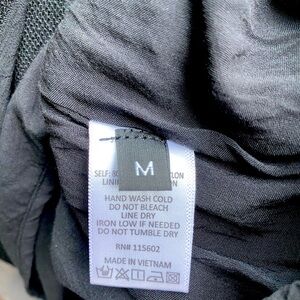 M
SELF:
HAND WASH COLD
DO NOT BLEACH
LINE DRY
IRON LOW IF NEEDED
DO NOT TUMBLE DRY
RN# 115602
MADE IN VIETNAM